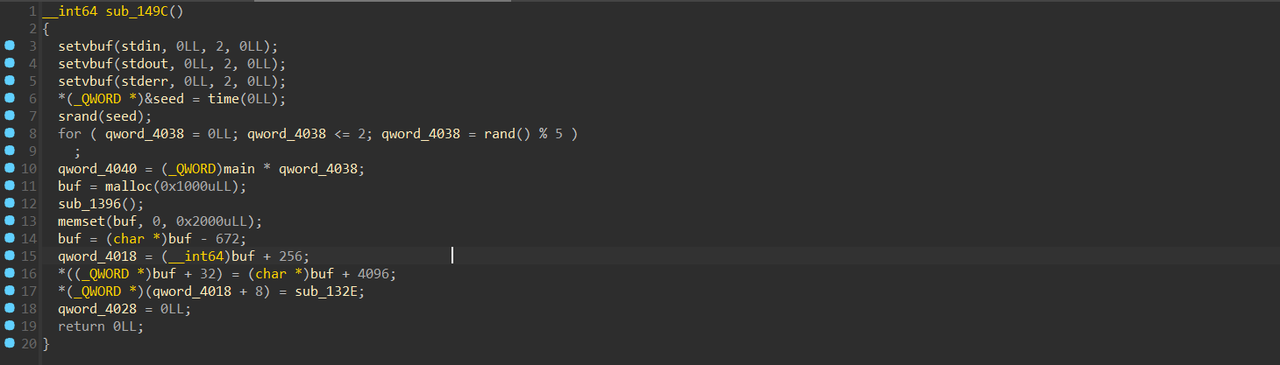 1 __int64 sub_149C()
2 {
3 setvbuf(stdin, 0LL, 2, 0LL);
4 setvbuf(stdout, 0LL, 2, 0LL);
5 setvbuf(stderr, 0LL, 2, 0LL);
6 *(_QWORD *)&seed = time(0LL);
7 srand(seed);
8 for ( qword_4038 = 0LL; qword_4038 <= 2; qword_4038 = rand() % 5 )
9 ;
10 qword_4040 = (_QWORD)main * qword_4038;
11 buf = malloc(0x1000uLL);
12 sub_1396();
13 memset(buf, 0, 0x2000uLL);
14 buf = (char *)buf - 672;
15 qword_4018 = (__int64)buf + 256;
16 *((_QWORD *)buf + 32) = (char *)buf + 4096;
17 *(_QWORD *)(qword_4018 + 8) = sub_132E;
18 qword_4028 = 0LL;
19 return 0LL;
20 }